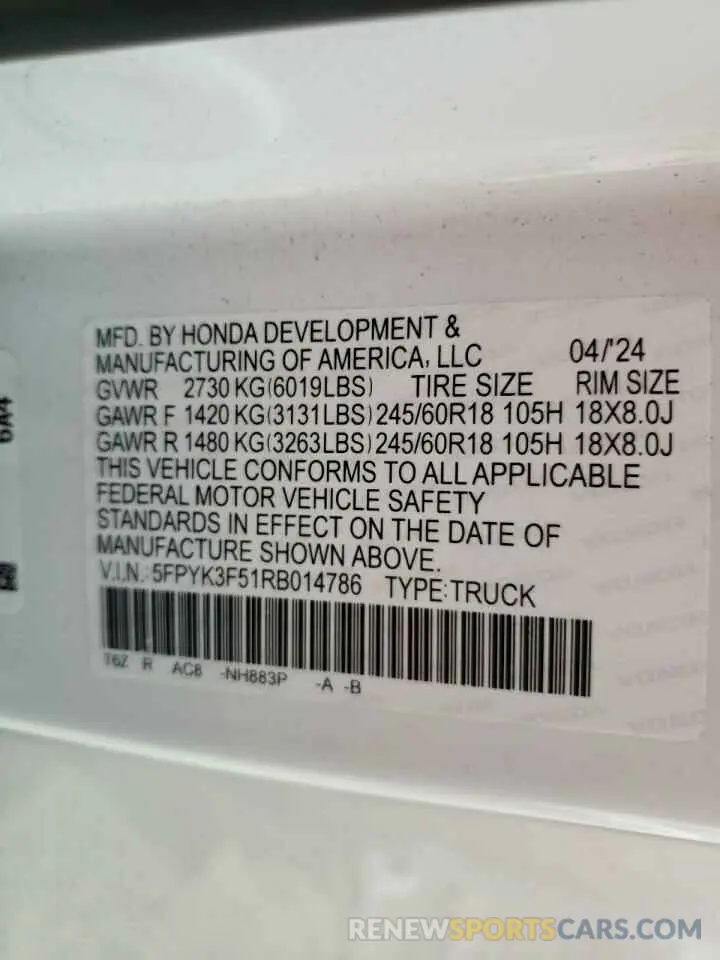 MFD. BY HONDA DEVELOPMENT &
MANUFACTURING OF AMERICA, LLC 04/'24
GVWR 2730 KG(6019LBS) TIRE SIZE RIM SIZE
GAWR F 1420 KG(3131LBS) 245/60R18 105H 18X8.0J
GAWR R 1480 KG(3263LBS) 245/60R18 105H 18X8.0J
THIS VEHICLE CONFORMS TO ALL APPLICABLE
FEDERAL MOTOR VEHICLE SAFETY
STANDARDS IN EFFECT ON THE DATE OF
MANUFACTURE SHOWN ABOVE.
V.I.N.: 5FPYK3F51RB014786 TYPE:TRUCK
T6Z R AC8 -NH883P -A -B
RENEWSPORTSCARS.COM